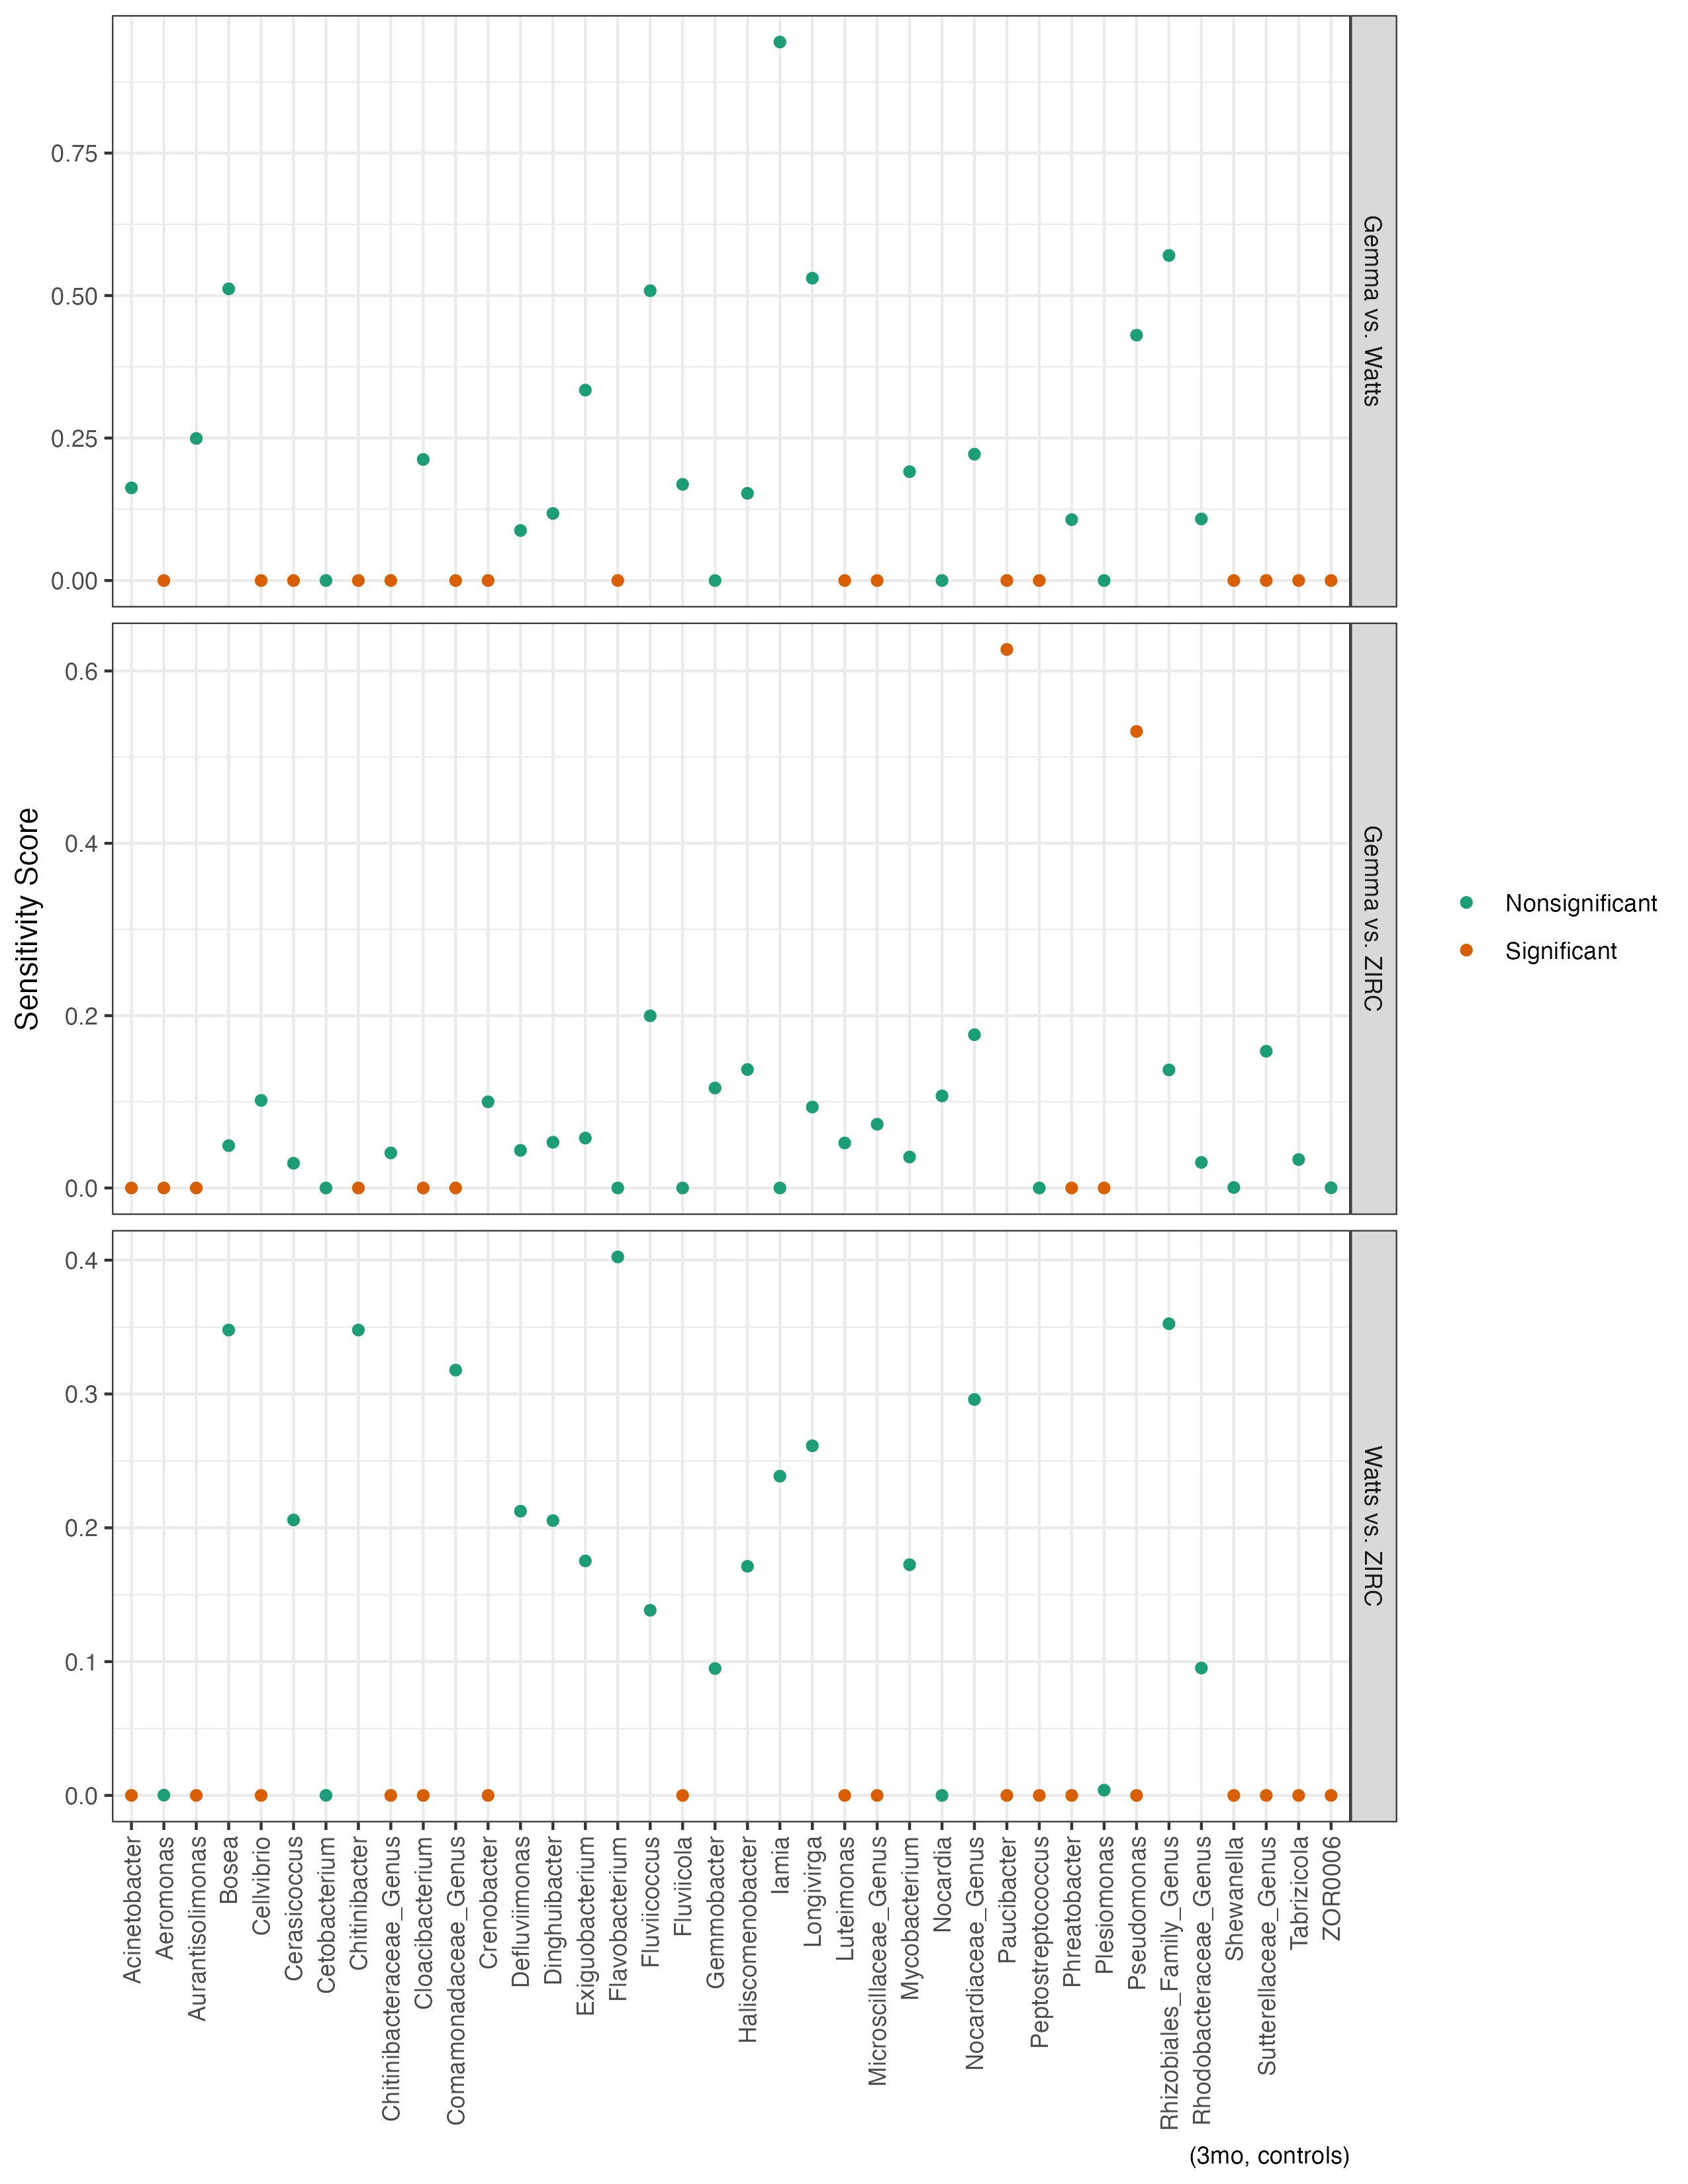 0.75
0.50
0.25
0.00
Gemma vs. Watts
0.6
0.4
0.2
0.0
Gemma vs. ZIRC
0.4
0.3
0.2
0.1
0.0
Watts vs. ZIRC
Sensitivity Score
Nonsignificant
Significant
Acinetobacter
Aeromonas
Aurantisolimonas
Bosea
Cellvibrio
Cerasicoccus
Cetobacterium
Chitinibacter
Chitinibacteraceae_Genus
Cloacibacterium
Comamonadaceae_Genus
Crenobacter
Defluviimonas
Dinghuibacter
Exiguobacterium
Flavobacterium
Fluviicoccus
Fluviicola
Gemmobacter
Haliscomenobacter
Iamia
Longivirga
Luteimonas
Microscillaceae_Genus
Mycobacterium
Nocardia
Nocardiaceae_Genus
Paucibacter
Peptostreptococcus
Phreatobacter
Plesiomonas
Pseudomonas
Rhizobiales_Family_Genus
Rhodobacteraceae_Genus
Shewanella
Sutterellaceae_Genus
Tabrizicola
ZOR0006
(3mo, controls)